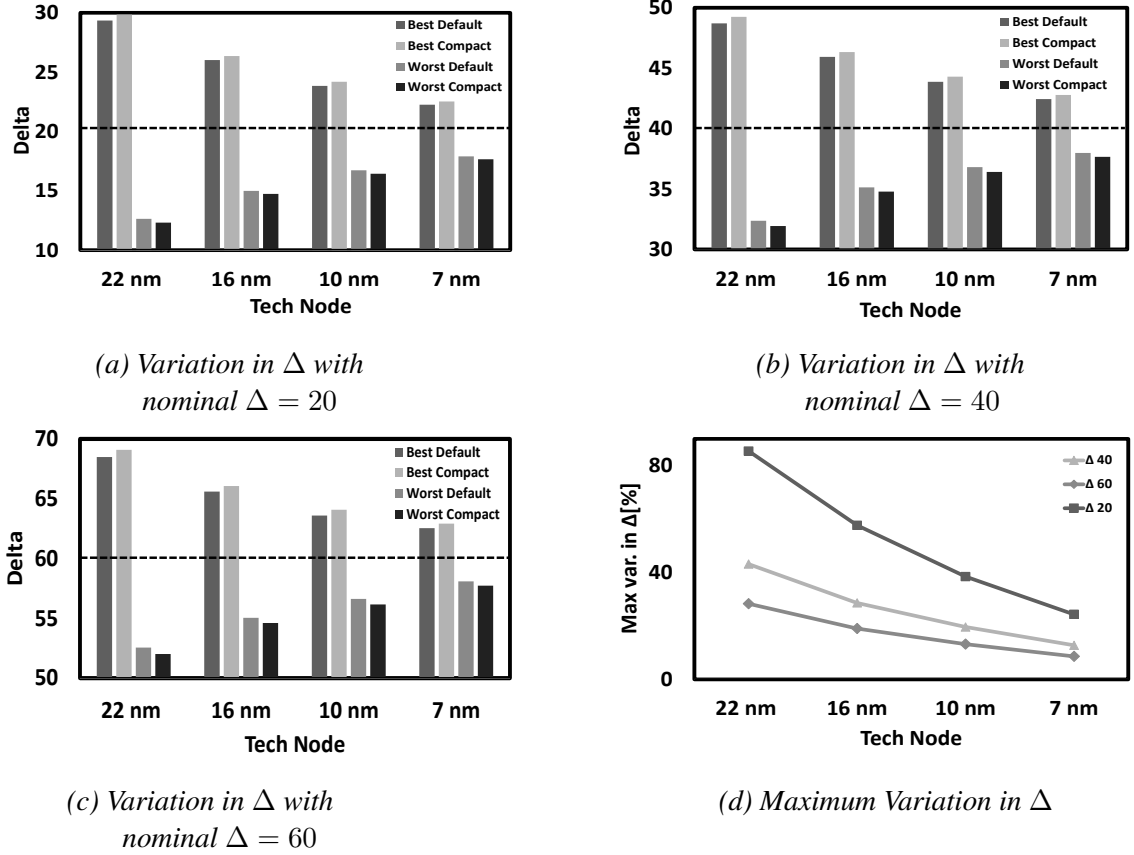 30
25
20
15
10
Delta
Best Default
Best Compact
Worst Default
Worst Compact
22 nm 16 nm 10 nm 7 nm
Tech Node
(a) Variation in Δ with
nominal Δ = 20
50
45
40
35
30
Delta
Best Default
Best Compact
Worst Default
Worst Compact
22 nm 16 nm 10 nm 7 nm
Tech Node
(b) Variation in Δ with
nominal Δ = 40
70
65
60
55
50
Delta
Best Default
Best Compact
Worst Default
Worst Compact
22 nm 16 nm 10 nm 7 nm
Tech Node
(c) Variation in Δ with
nominal Δ = 60
80
40
0
Max var. in Δ[%]
Δ 40
Δ 60
Δ 20
22 nm 16 nm 10 nm 7 nm
Tech Node
(d) Maximum Variation in Δ